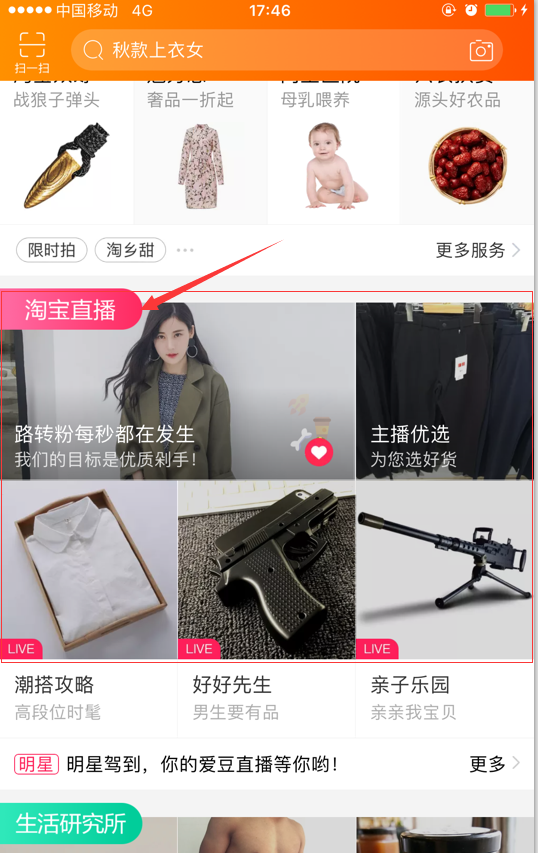 中国移动 4G 17:46
扫一扫
秋款上衣女
战狼子弹头 奢品一折起 母乳喂养 源头好农品
限时拍 淘乡甜 ··· 更多服务
淘宝直播
路转粉每秒都在发生
我们的目标是优质剁手!
主播优选
为您选好货
LIVE LIVE LIVE
潮搭攻略 好好先生 亲子乐园
高段位时髦 男生要有品 亲亲我宝贝
明星 明星驾到，你的爱豆直播等你哟! 更多
生活研究所